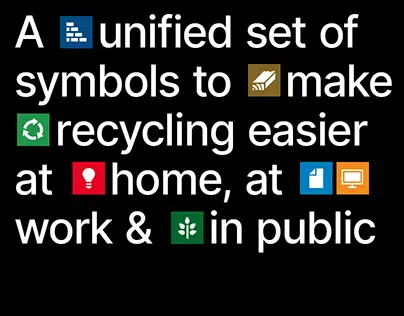 A unified set of
symbols to make
recycling easier
at home, at
work & in public